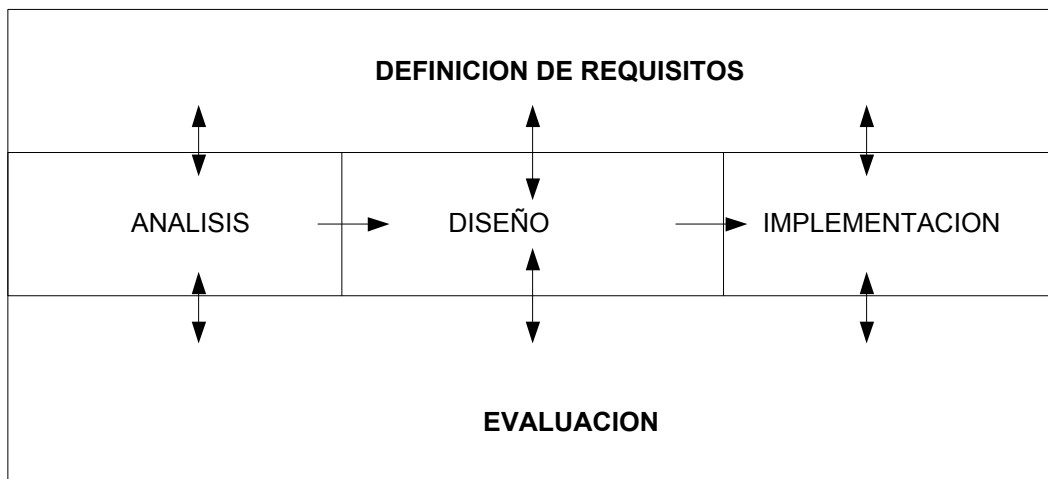 DEFINICION DE REQUISITOS
ANALISIS
DISEÑO
IMPLEMENTACION
EVALUACION